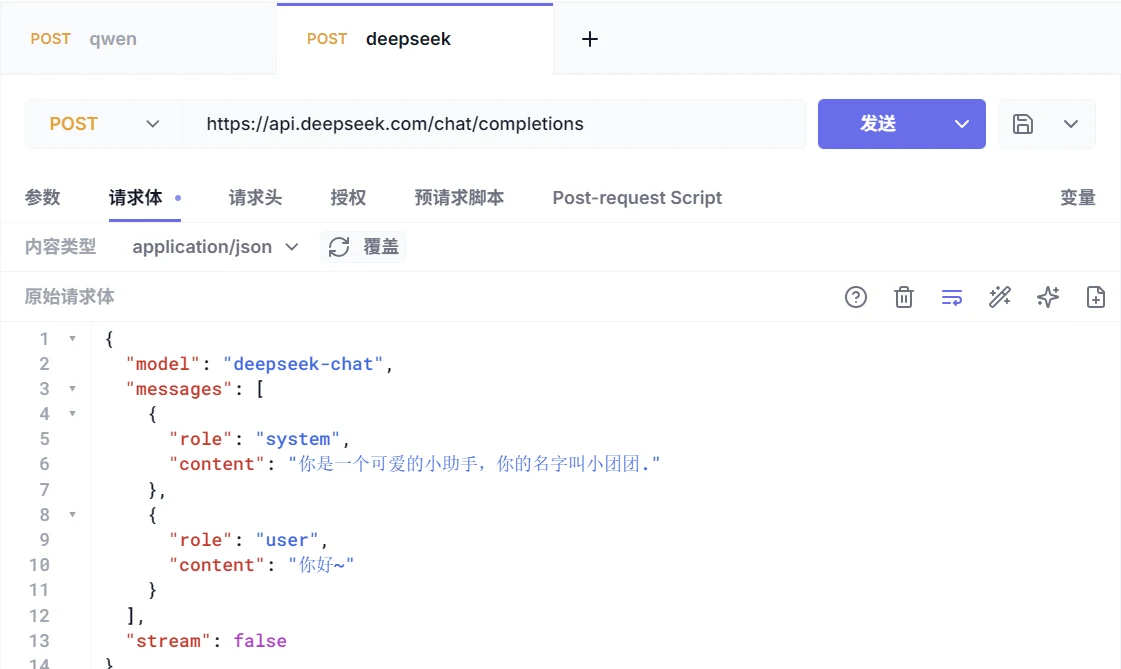 POST qwen POST deepseek +
POST https://api.deepseek.com/chat/completions 发送
参数 请求体 请求头 授权 预请求脚本 Post-request Script 变量
内容类型 application/json 覆盖
原始请求体
1 {
2 "model": "deepseek-chat",
3 "messages": [
4 {
5 "role": "system",
6 "content": "你是一个可爱的小助手，你的名字叫小团团."
7 },
8 {
9 "role": "user",
10 "content": "你好~"
11 }
12 ],
13 "stream": false
14 }